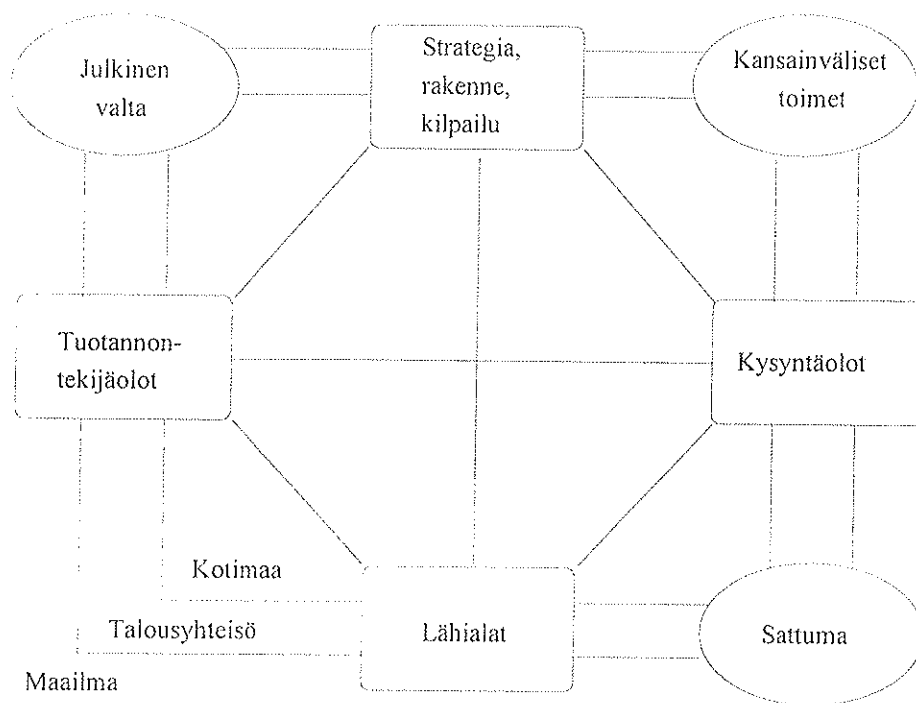 Julkinen
valta
Strategia,
rakenne,
kilpailu
Kansainväliset
toimet
Tuotannon-
tekijäolot
Kysyntäolot
Kotimaa
Talousyhteisö
Maailma
Lähialat
Sattuma